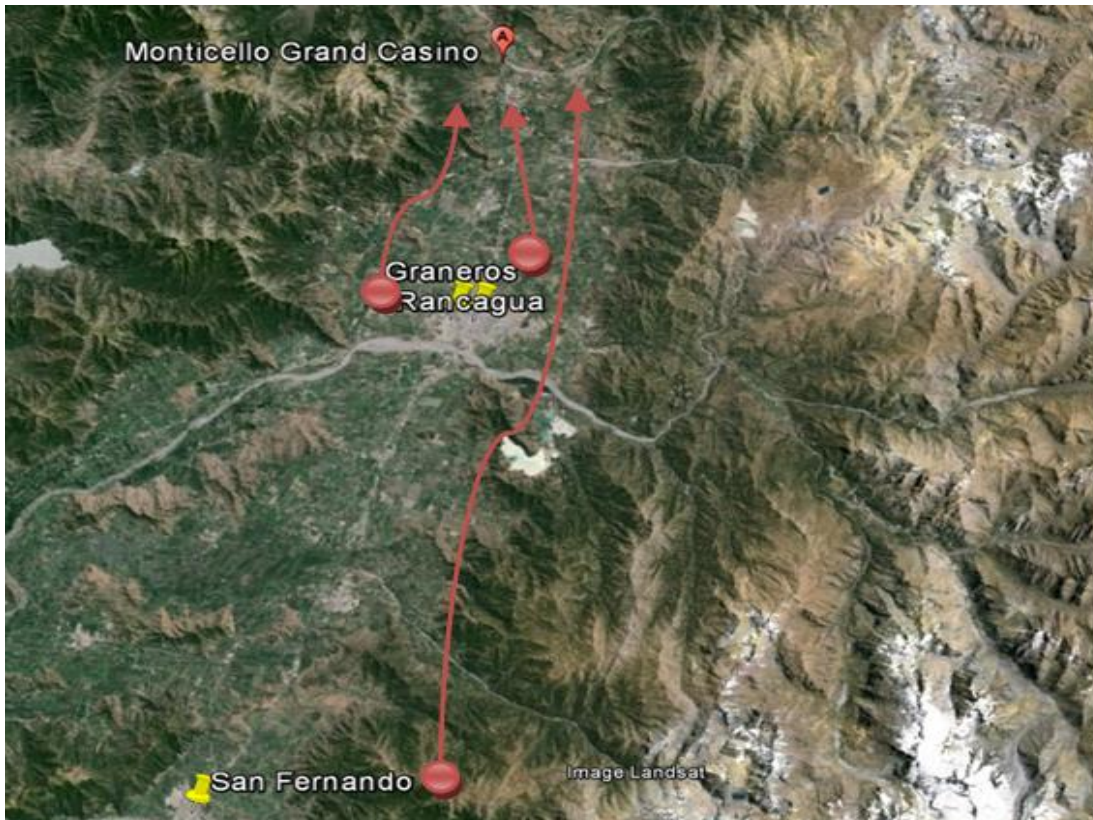 A
Monticello Grand Casino
Graneros
Rancagua
San Fernando
Image Landsat